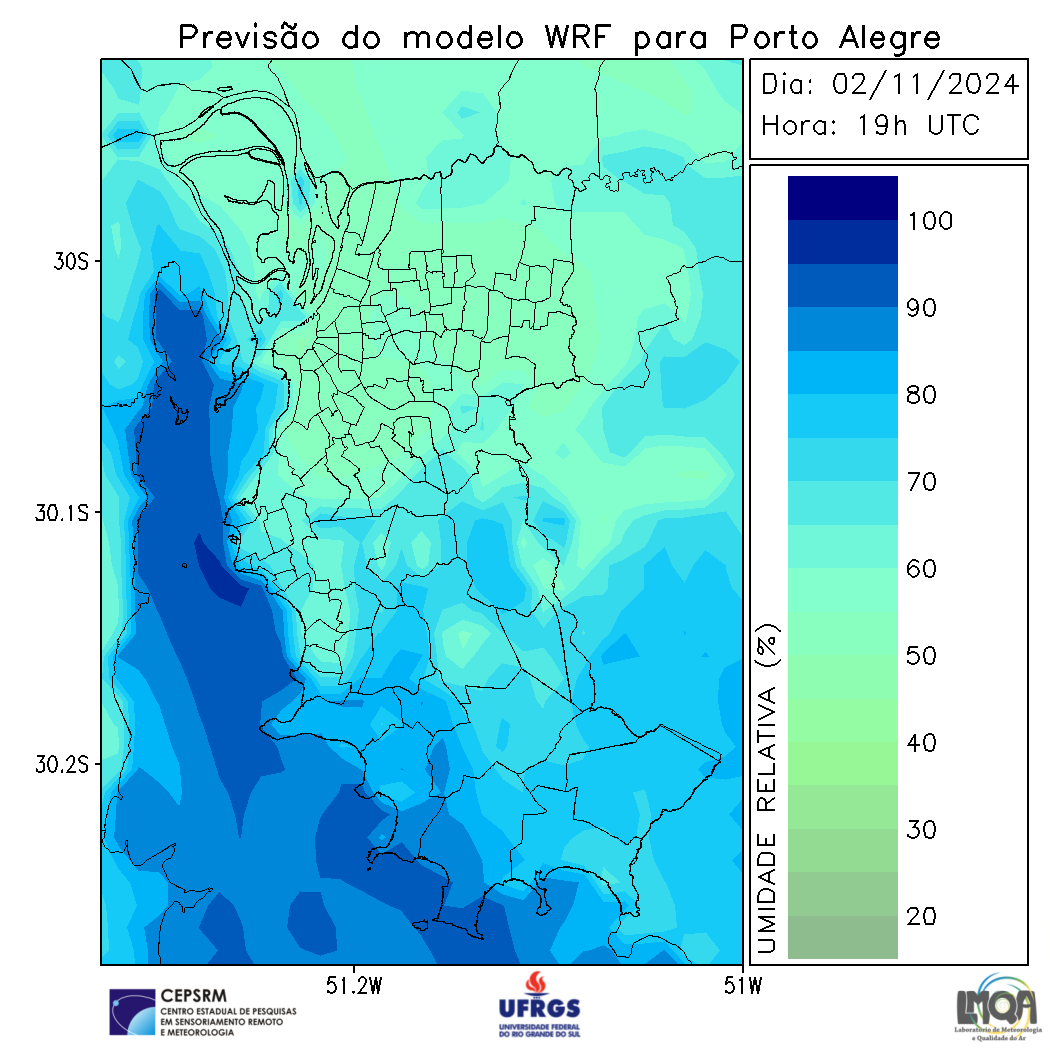 Previsão do modelo WRF para Porto Alegre
Dia: 02/11/2024
Hora: 19h UTC
30S
30.1S
30.2S
51.2W
51W
100
90
80
70
60
50
40
30
20
UMIDADE RELATIVA (%)
CEPSRM
CENTRO ESTADUAL DE PESQUISAS
EM SENSORIAMENTO REMOTO
E METEOROLOGIA
UFRGS
UNIVERSIDADE FEDERAL
DO RIO GRANDE DO SUL
LMQA
Laboratório de Meteorologia
e Qualidade do Ar